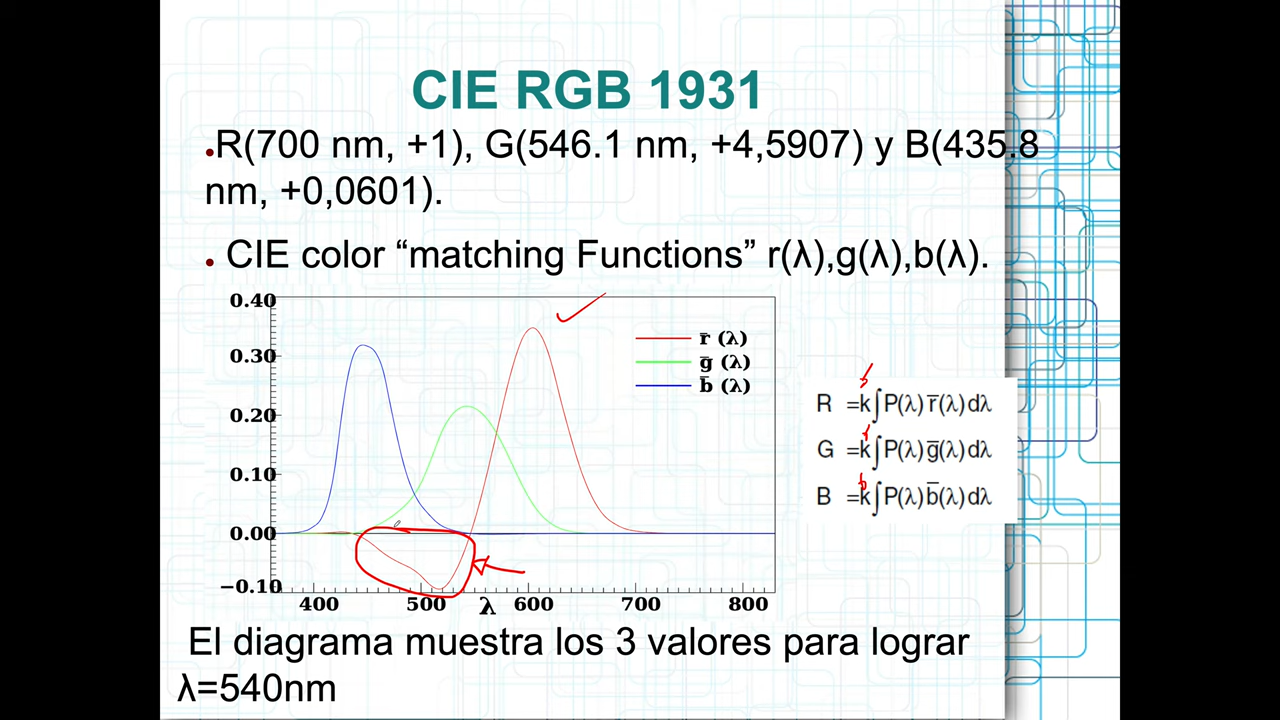 CIE RGB 1931
•R(700 nm, +1), G(546.1 nm, +4,5907) y B(435.8
nm, +0,0601).
• CIE color “matching Functions” r(λ),g(λ),b(λ).
0.40
0.30
0.20
0.10
0.00
−0.10
400 500 λ 600 700 800
r̄ (λ)
ḡ (λ)
b̄ (λ)
R =k∫P(λ) r̄(λ)dλ
G =k∫P(λ) ḡ(λ)dλ
B =k∫P(λ) b̄(λ)dλ
El diagrama muestra los 3 valores para lograr
λ=540nm